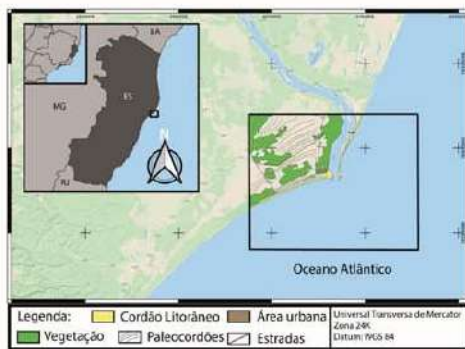 BA
MG
ES
RJ
N
Oceano Atlântico
Legenda:
Cordão Litorâneo
Área urbana
Vegetação
Paleocordões
Estradas
Universal Transversa de Mercator
Zona 24K
Datum: WGS 84